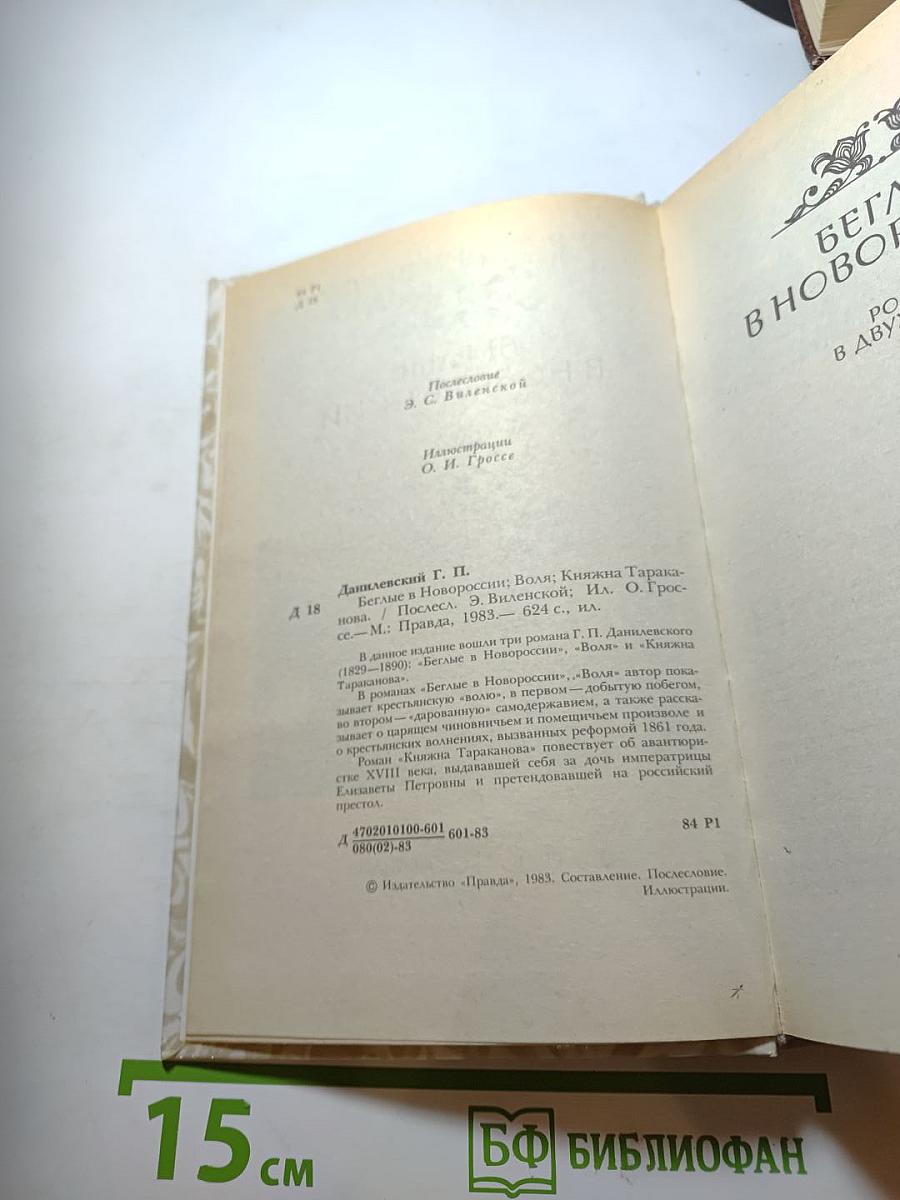 84 Р1
Д 18
Послесловие
Э. С. Виленской
Иллюстрации
О. И. Гроссе
Данилевский Г. П.
Д 18
Беглые в Новороссии; Воля; Княжна Тарака-
нова. / Послесл. Э. Виленской; Ил. О. Грос-
се.— М.: Правда, 1983.— 624 с., ил.
В данное издание вошли три романа Г. П. Данилевского
(1829—1890): «Беглые в Новороссии», «Воля» и «Княжна
Тараканова».
В романах «Беглые в Новороссии», «Воля» автор пока-
зывает крестьянскую «волю», в первом — добытую побегом,
во втором — «дарованную» самодержавием, а также расска-
зывает о царящем чиновничьем и помещичьем произволе и
о крестьянских волнениях, вызванных реформой 1861 года.
Роман «Княжна Тараканова» повествует об авантюри-
стке XVIII века, выдававшей себя за дочь императрицы
Елизаветы Петровны и претендовавшей на российский
престол.
Д 4702010100-601 601-83
080(02)-83
84 Р1
© Издательство «Правда», 1983. Составление. Послесловие.
Иллюстрации.
БЕГЛ
В НОВОР
РО
В ДВУХ
15 см
БФ БИБЛИОФАН